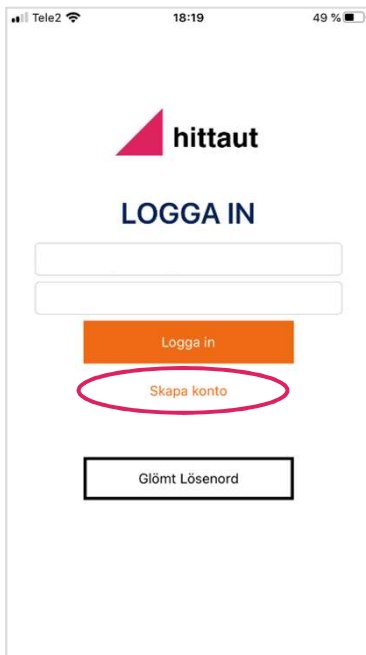 Tele2 18:19 49 %
hittaut
LOGGA IN
Logga in
Skapa konto
Glömt Lösenord